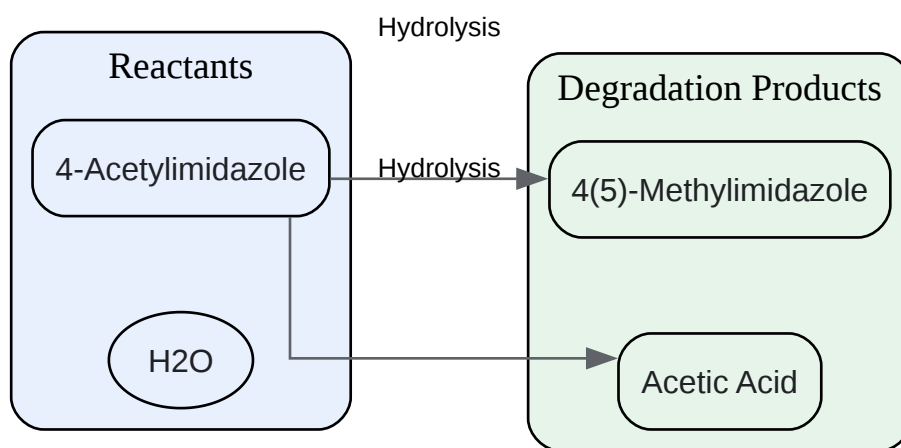 Hydrolysis
Reactants
Degradation Products
4-Acetylimidazole
Hydrolysis
4(5)-Methylimidazole
H2O
Acetic Acid